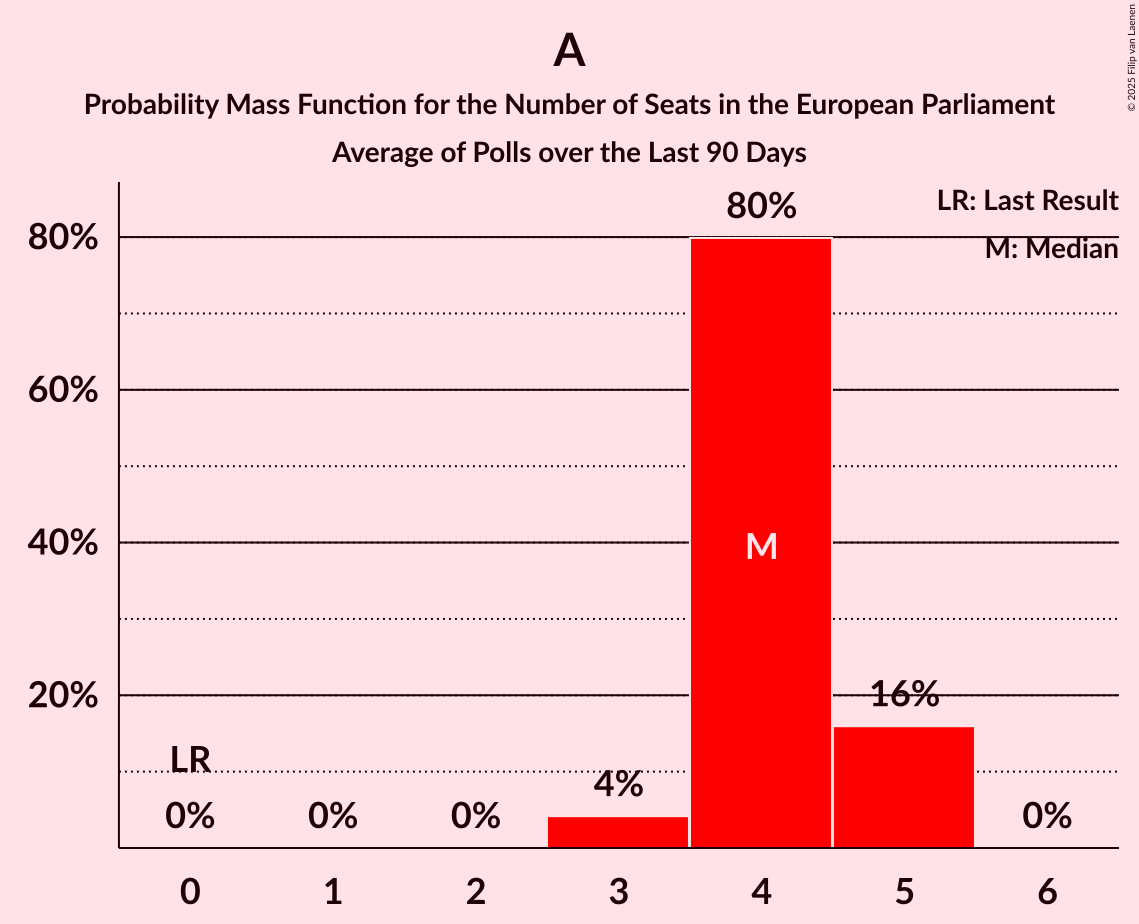 A
Probability Mass Function for the Number of Seats in the European Parliament
Average of Polls over the Last 90 Days
© 2025 Filip van Laenen
LR: Last Result
M: Median
80%
80%
60%
40%
20%
M
16%
LR
4%
0%
0%
0%
0%
0 1 2 3 4 5 6